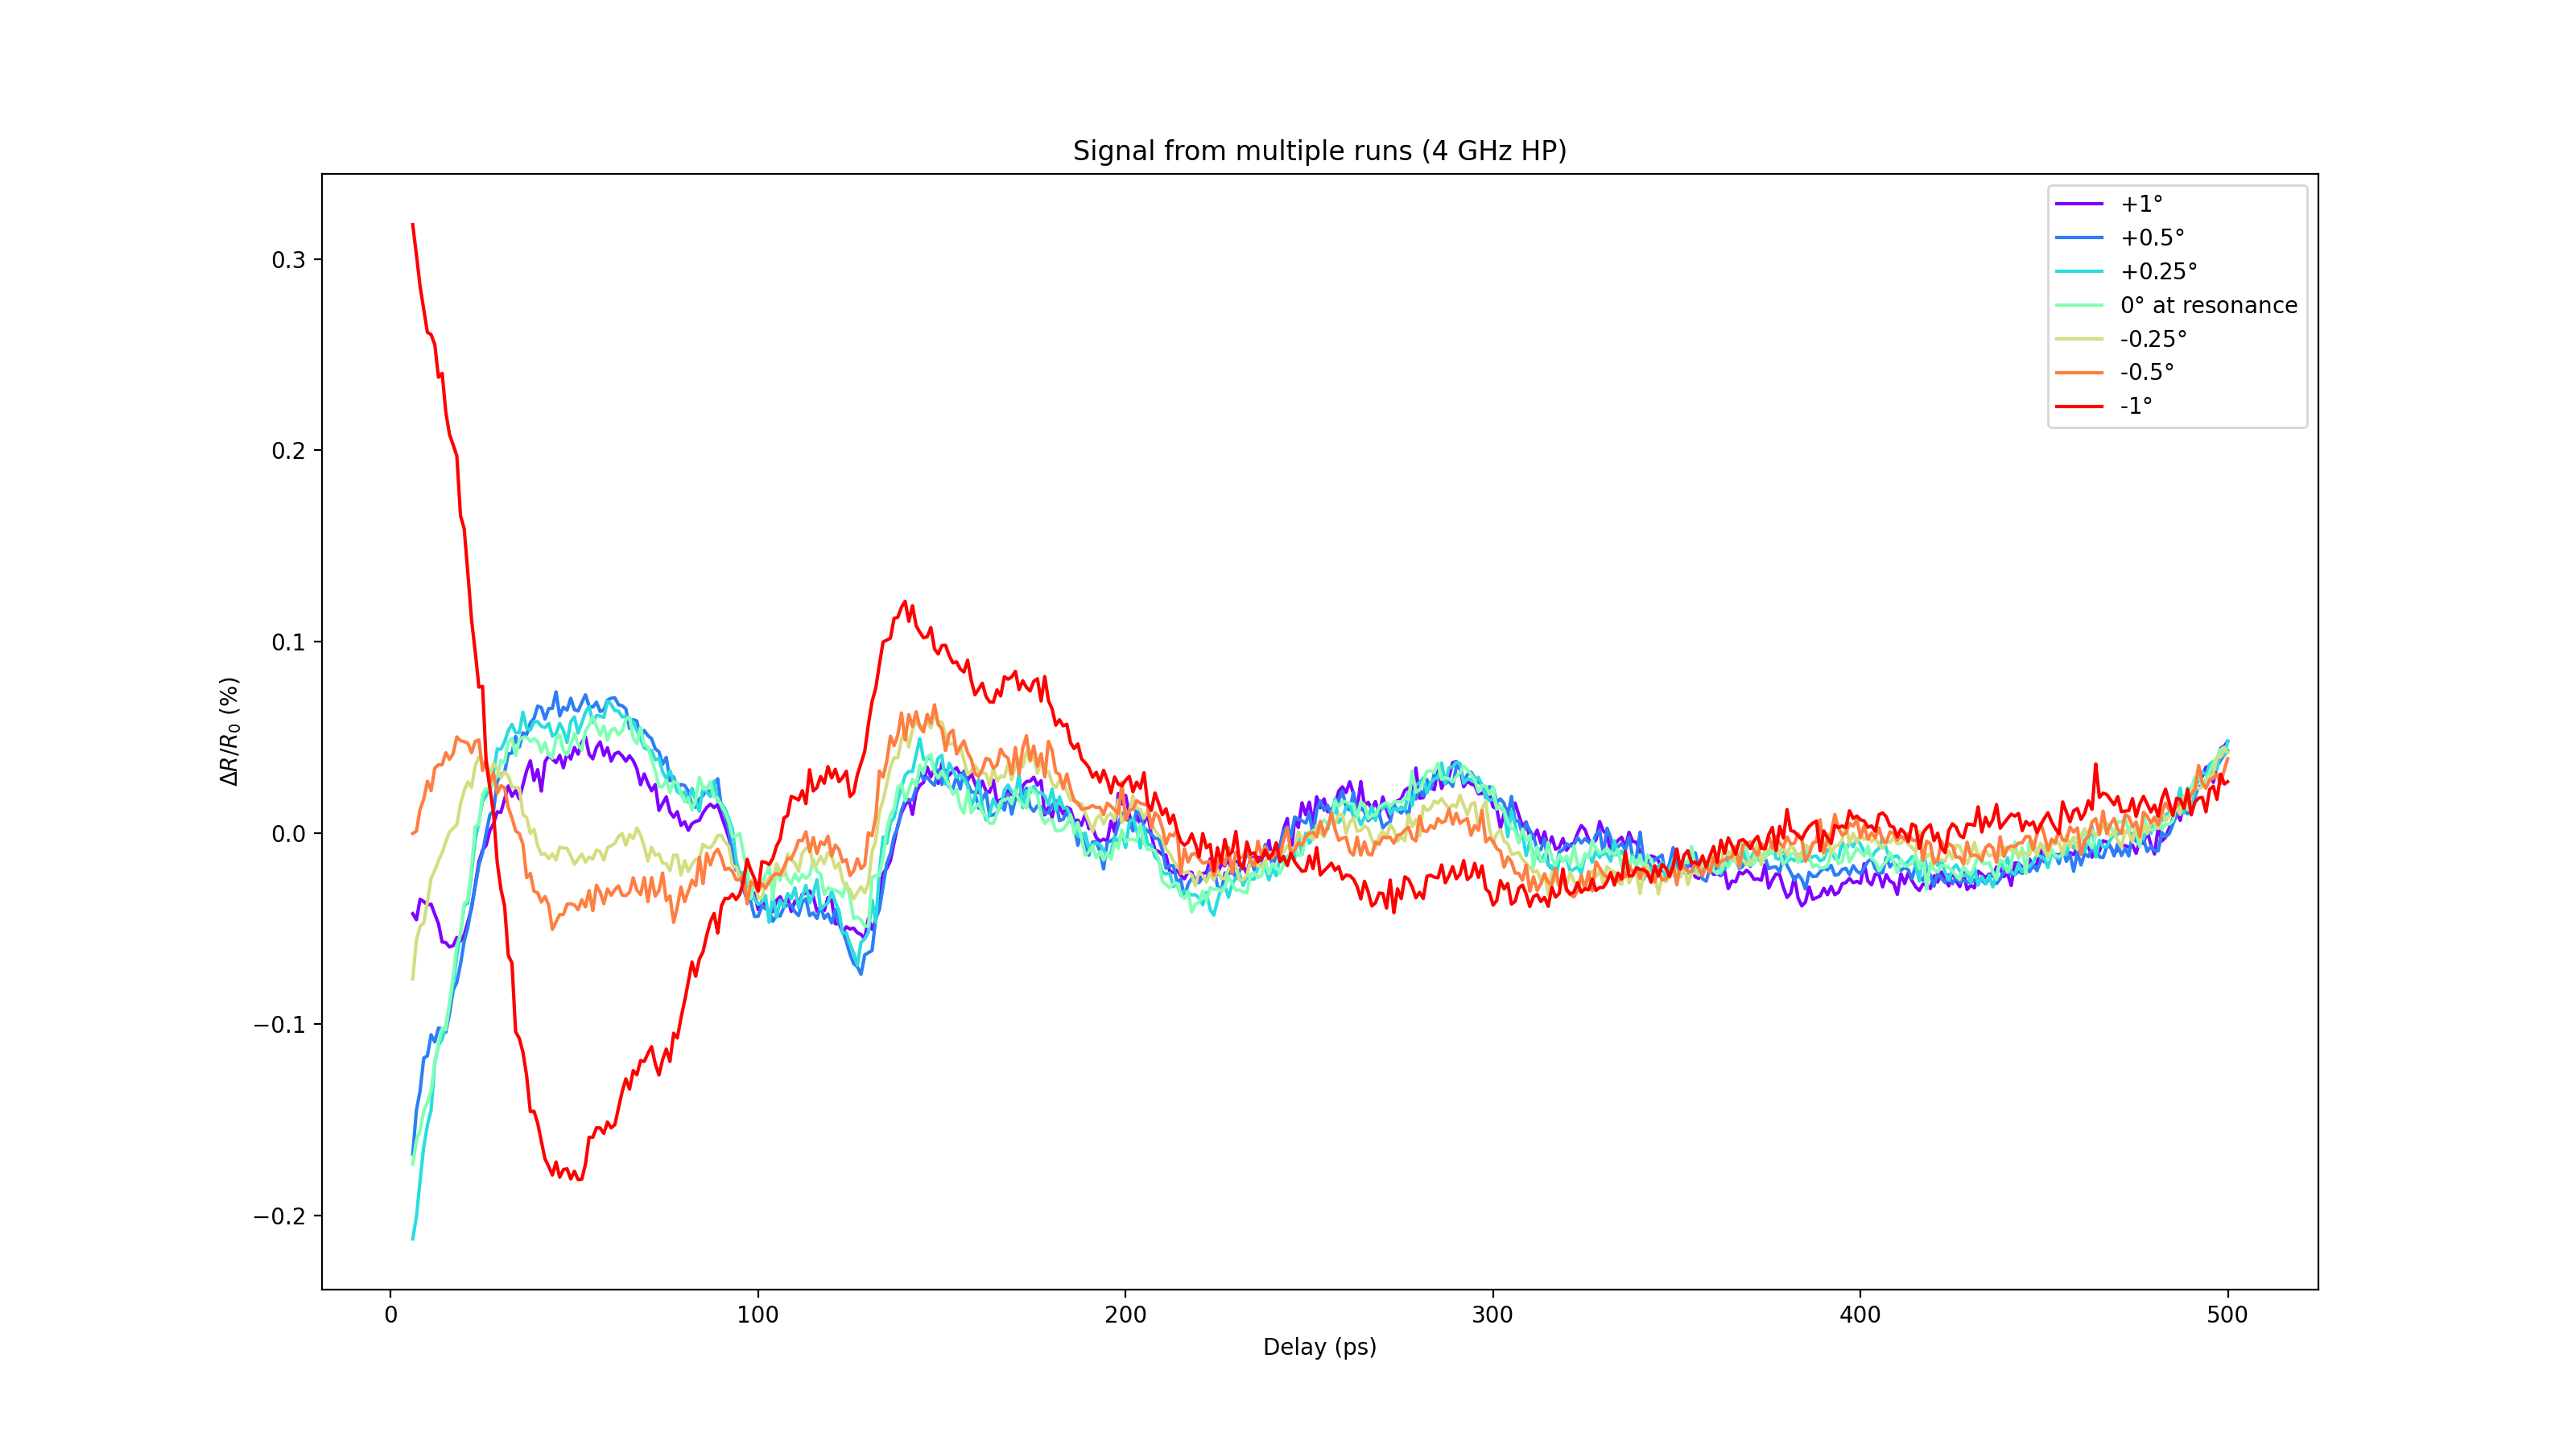 Signal from multiple runs (4 GHz HP)
+1°
+0.5°
+0.25°
0° at resonance
-0.25°
-0.5°
-1°
ΔR/R₀ (%)
0.3
0.2
0.1
0.0
−0.1
−0.2
0 100 200 300 400 500
Delay (ps)